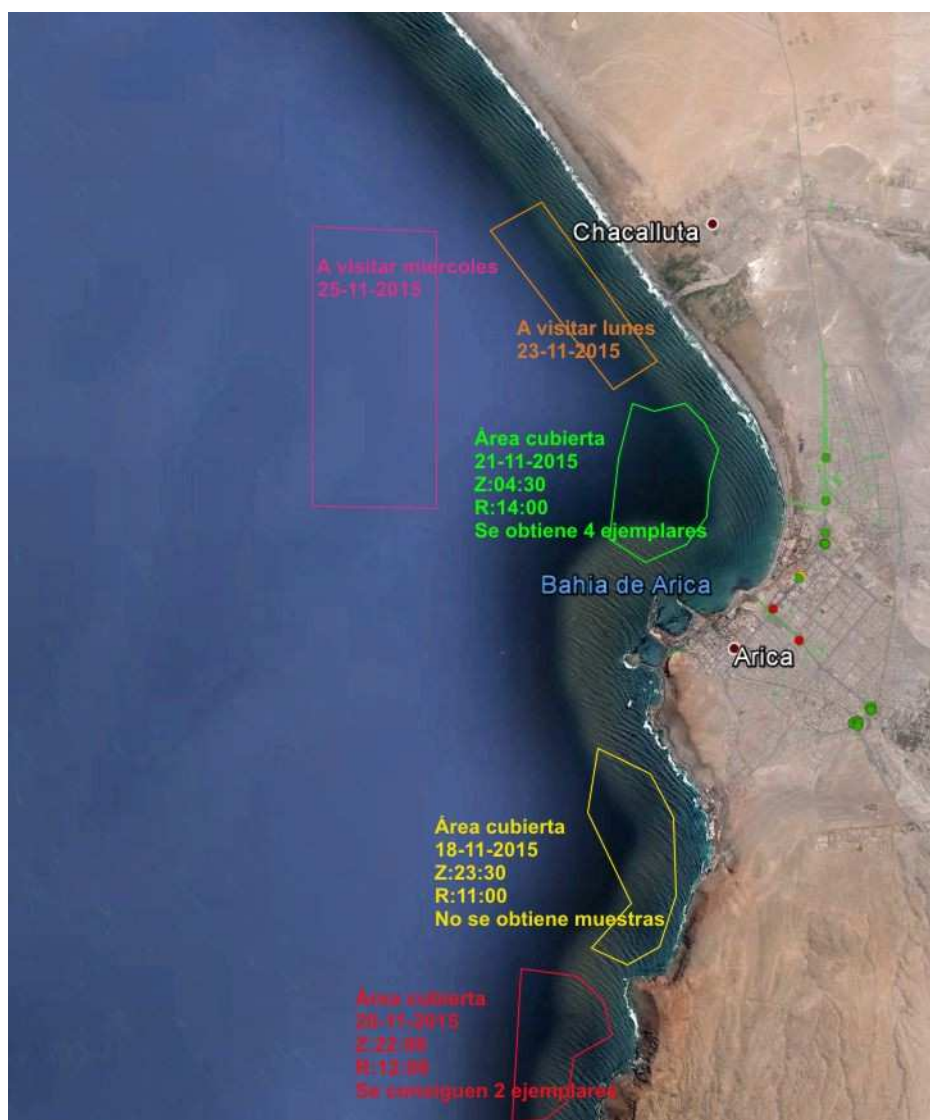 Chacalluta
A visitar miercoles
25-11-2015
A visitar lunes
23-11-2015
Área cubierta
21-11-2015
Z:04:30
R:14:00
Se obtiene 4 ejemplares
Bahia de Arica
Arica
Área cubierta
18-11-2015
Z:23:30
R:11:00
No se obtiene muestras
Área cubierta
20-11-2015
Z:22:00
R:12:00
Se consiguen 2 ejemplares